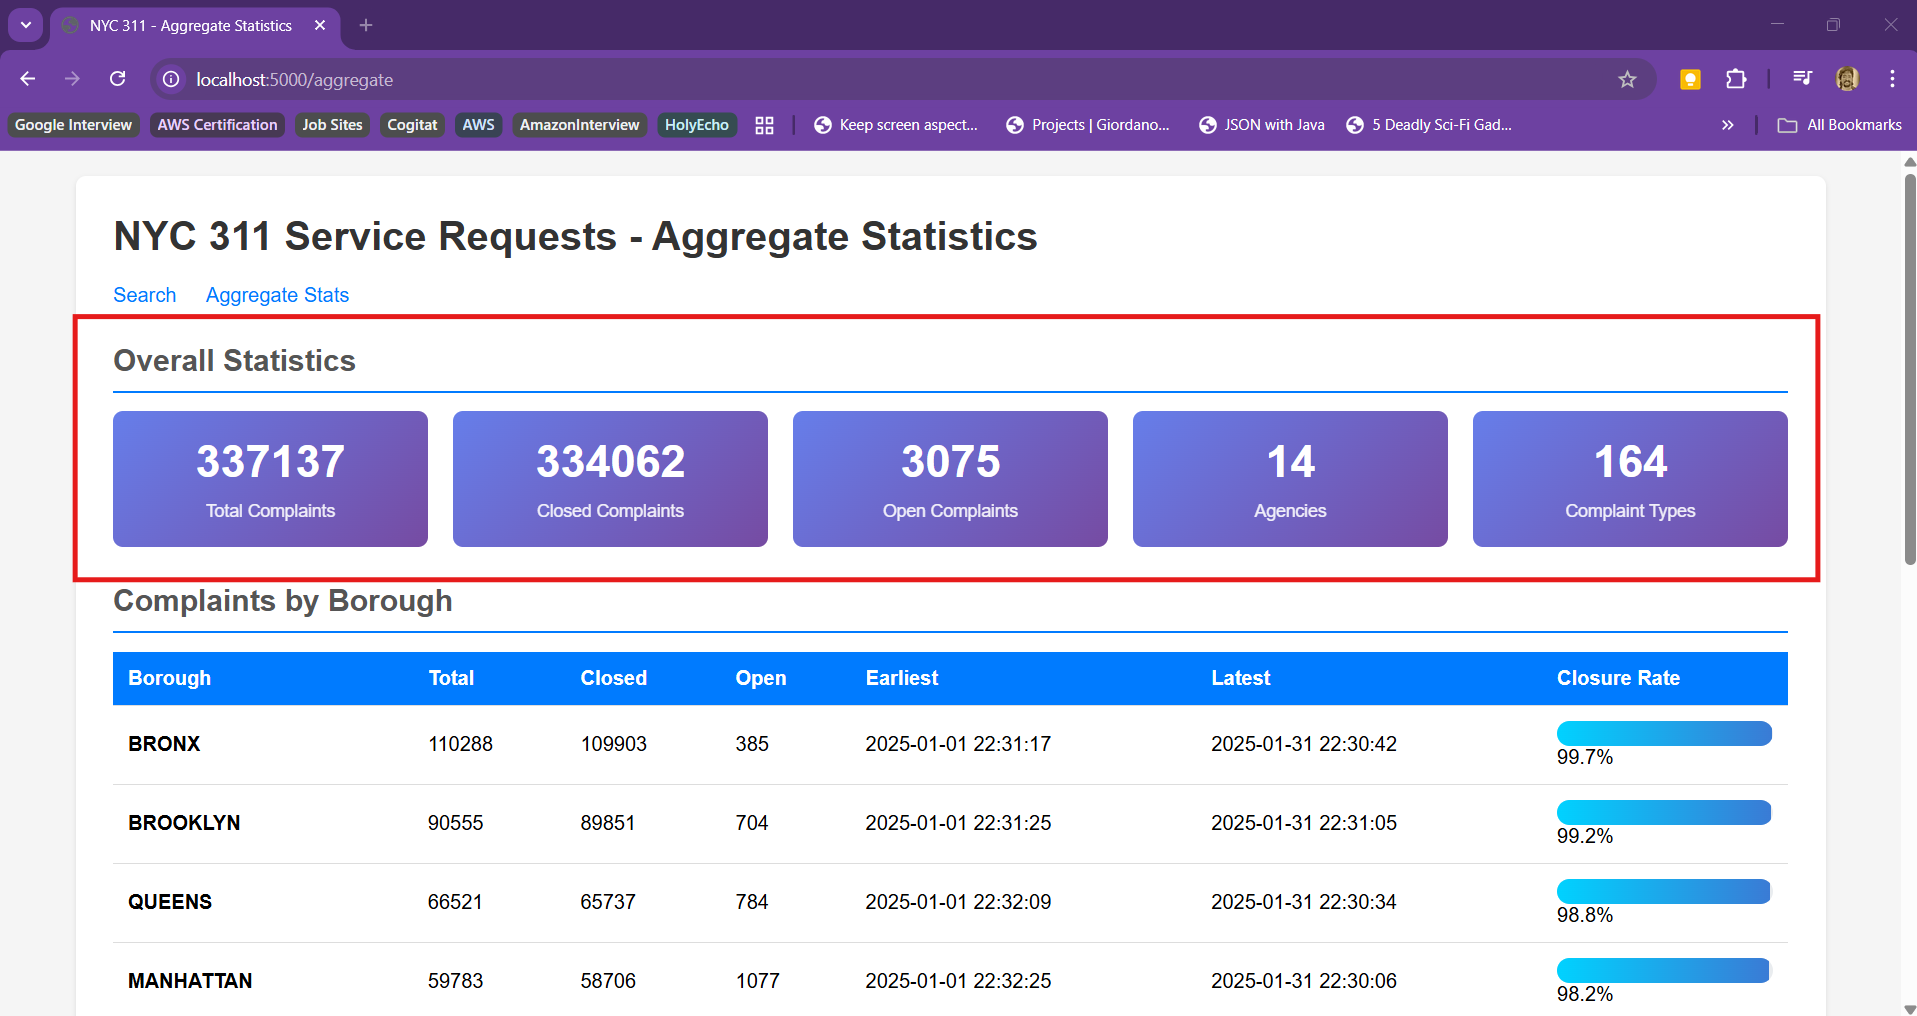 NYC 311 - Aggregate Statistics
localhost:5000/aggregate
Google Interview AWS Certification Job Sites Cogitat AWS AmazonInterview HolyEcho Keep screen aspect... Projects | Giordano... JSON with Java 5 Deadly Sci-Fi Gad... » All Bookmarks
NYC 311 Service Requests - Aggregate Statistics
Search Aggregate Stats
Overall Statistics
337137 334062 3075 14 164
Total Complaints Closed Complaints Open Complaints Agencies Complaint Types
Complaints by Borough
Borough Total Closed Open Earliest Latest Closure Rate
BRONX 110288 109903 385 2025-01-01 22:31:17 2025-01-31 22:30:42 99.7%
BROOKLYN 90555 89851 704 2025-01-01 22:31:25 2025-01-31 22:31:05 99.2%
QUEENS 66521 65737 784 2025-01-01 22:32:09 2025-01-31 22:30:34 98.8%
MANHATTAN 59783 58706 1077 2025-01-01 22:32:25 2025-01-31 22:30:06 98.2%